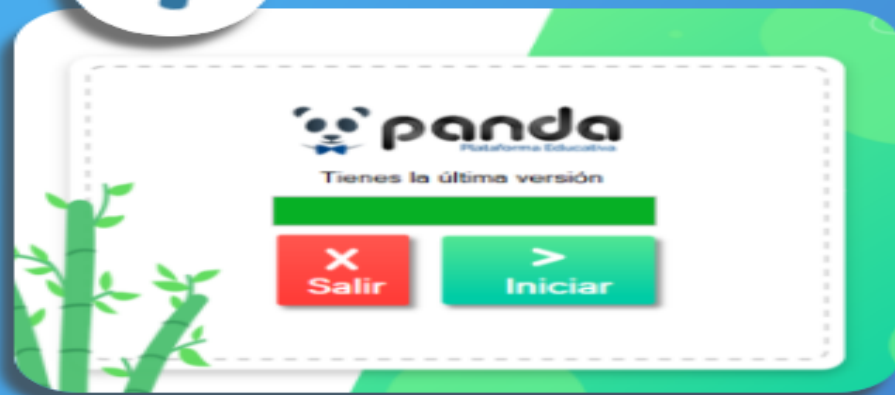 panda
Plataforma Educativa
Tienes la última versión
Salir
Iniciar